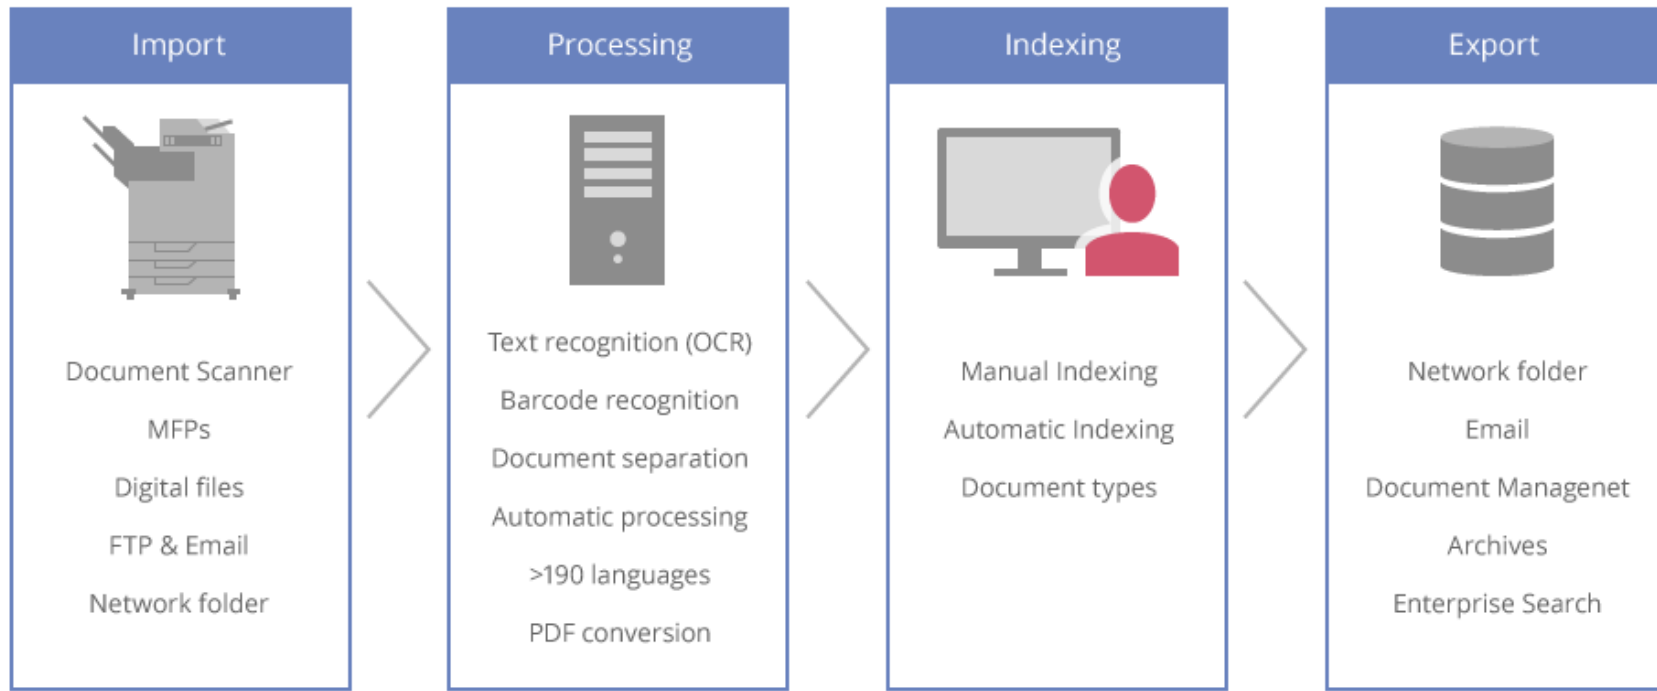 Import
Document Scanner
MFPs
Digital files
FTP & Email
Network folder
Processing
Text recognition (OCR)
Barcode recognition
Document separation
Automatic processing
>190 languages
PDF conversion
Indexing
Manual Indexing
Automatic Indexing
Document types
Export
Network folder
Email
Document Managenet
Archives
Enterprise Search